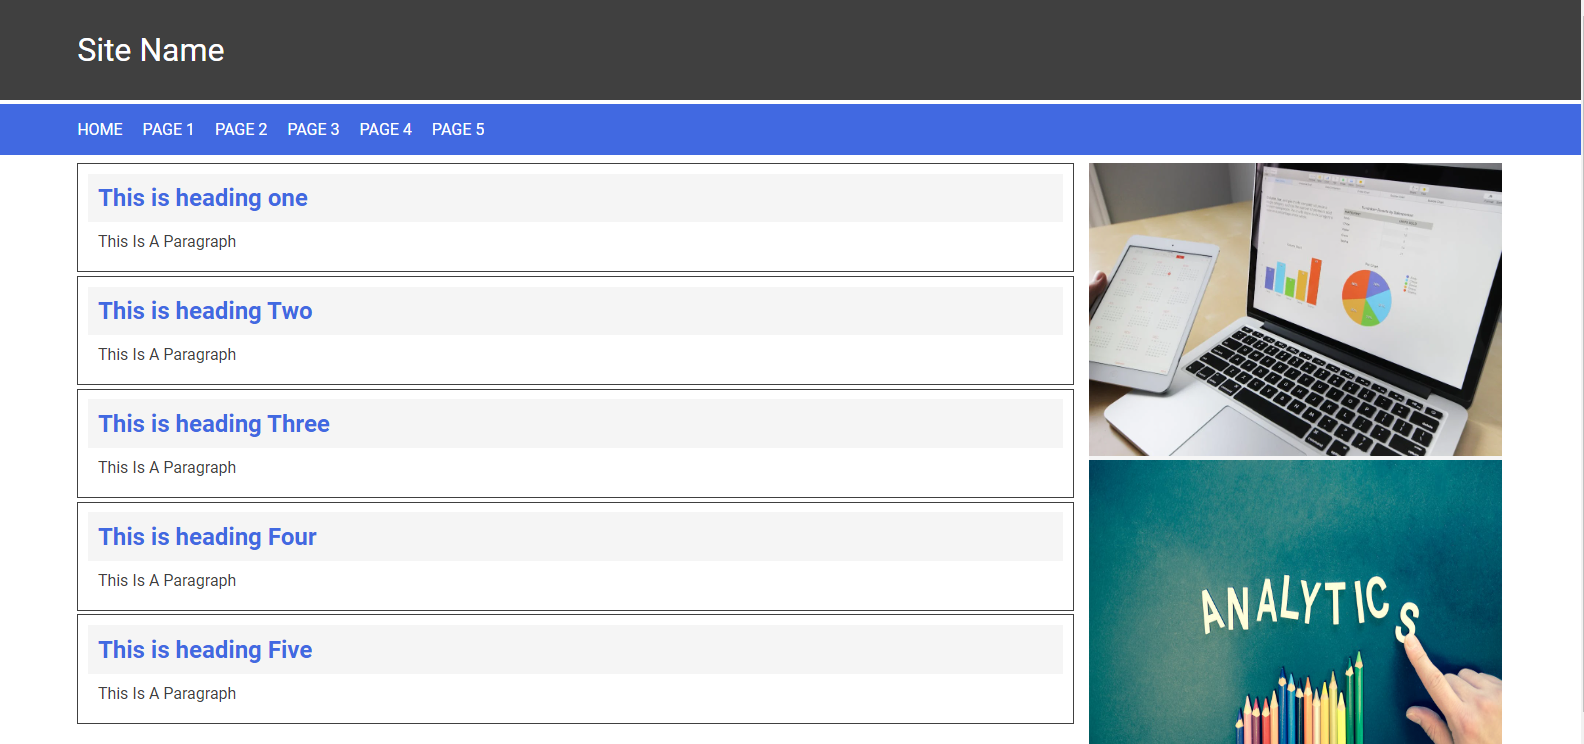 Site Name
HOME PAGE 1 PAGE 2 PAGE 3 PAGE 4 PAGE 5
This is heading one
This Is A Paragraph
This is heading Two
This Is A Paragraph
This is heading Three
This Is A Paragraph
This is heading Four
This Is A Paragraph
This is heading Five
This Is A Paragraph
ANALYTICS